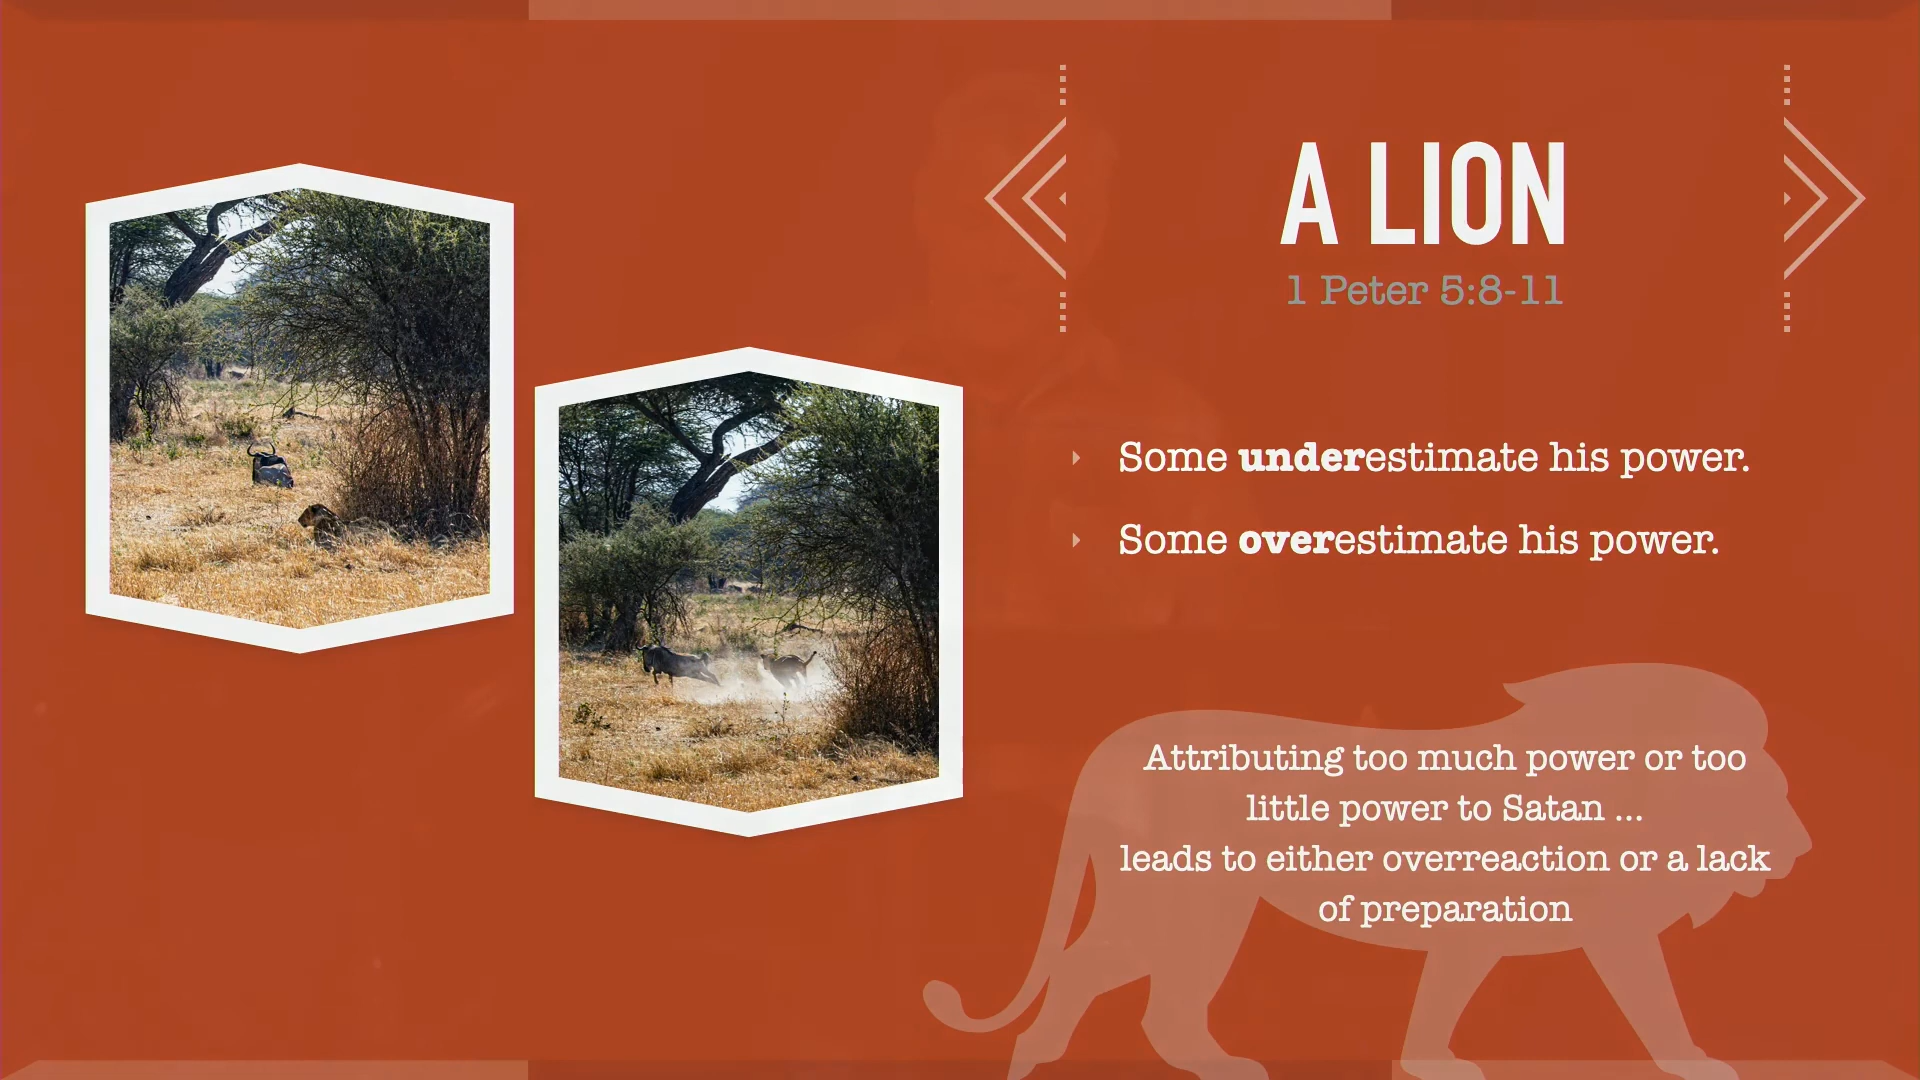 A LION
1 Peter 5:8-11
Some underestimate his power.
Some overestimate his power.
Attributing too much power or too
little power to Satan ...
leads to either overreaction or a lack
of preparation